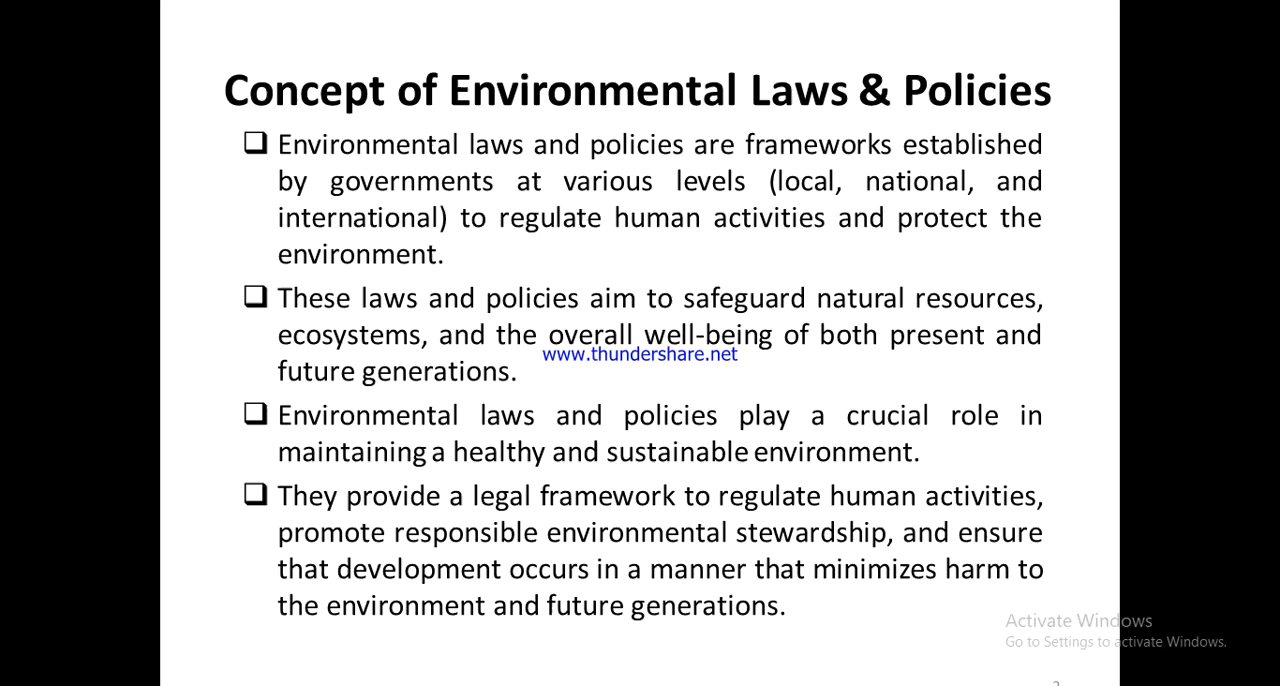 Concept of Environmental Laws & Policies
❑ Environmental laws and policies are frameworks established
by governments at various levels (local, national, and
international) to regulate human activities and protect the
environment.
❑ These laws and policies aim to safeguard natural resources,
ecosystems, and the overall well-being of both present and
www.thundershare.net
future generations.
❑ Environmental laws and policies play a crucial role in
maintaining a healthy and sustainable environment.
❑ They provide a legal framework to regulate human activities,
promote responsible environmental stewardship, and ensure
that development occurs in a manner that minimizes harm to
the environment and future generations.
Activate Windows
Go to Settings to activate Windows.